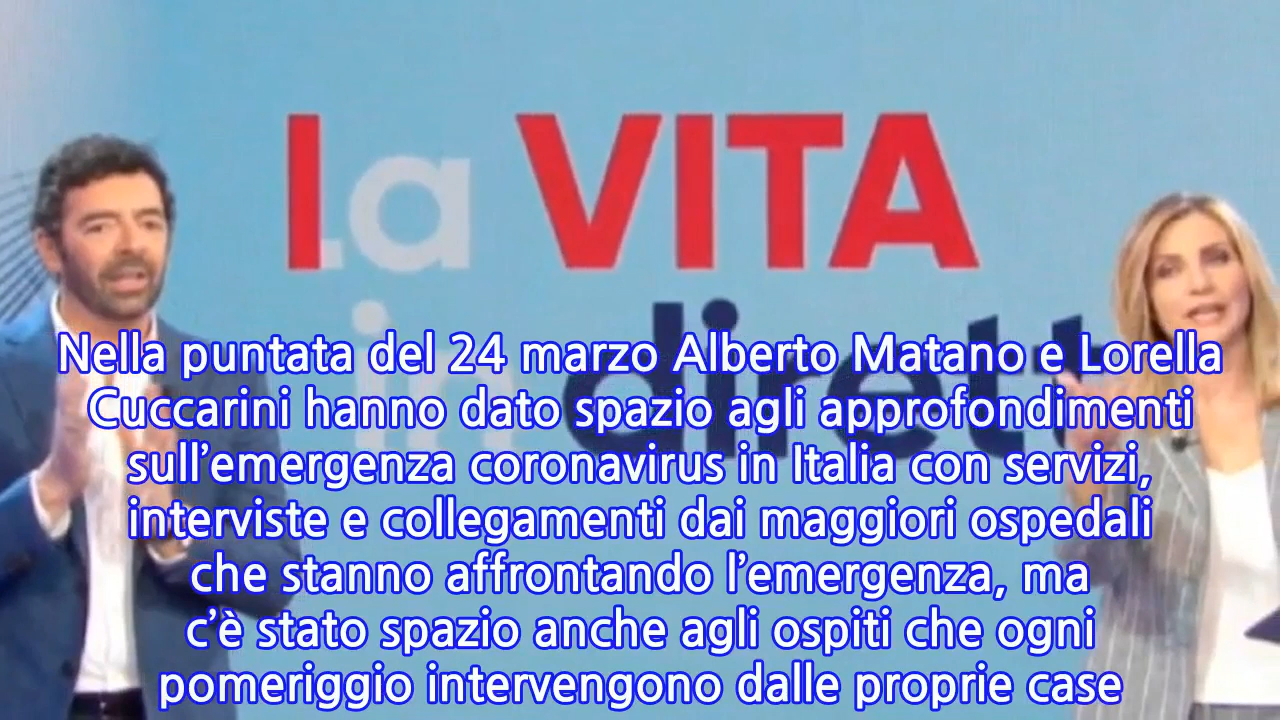 la VITA
in dirett
Nella puntata del 24 marzo Alberto Matano e Lorella
Cuccarini hanno dato spazio agli approfondimenti
sull'emergenza coronavirus in Italia con servizi,
interviste e collegamenti dai maggiori ospedali
che stanno affrontando l'emergenza, ma
c'è stato spazio anche agli ospiti che ogni
pomeriggio intervengono dalle proprie case